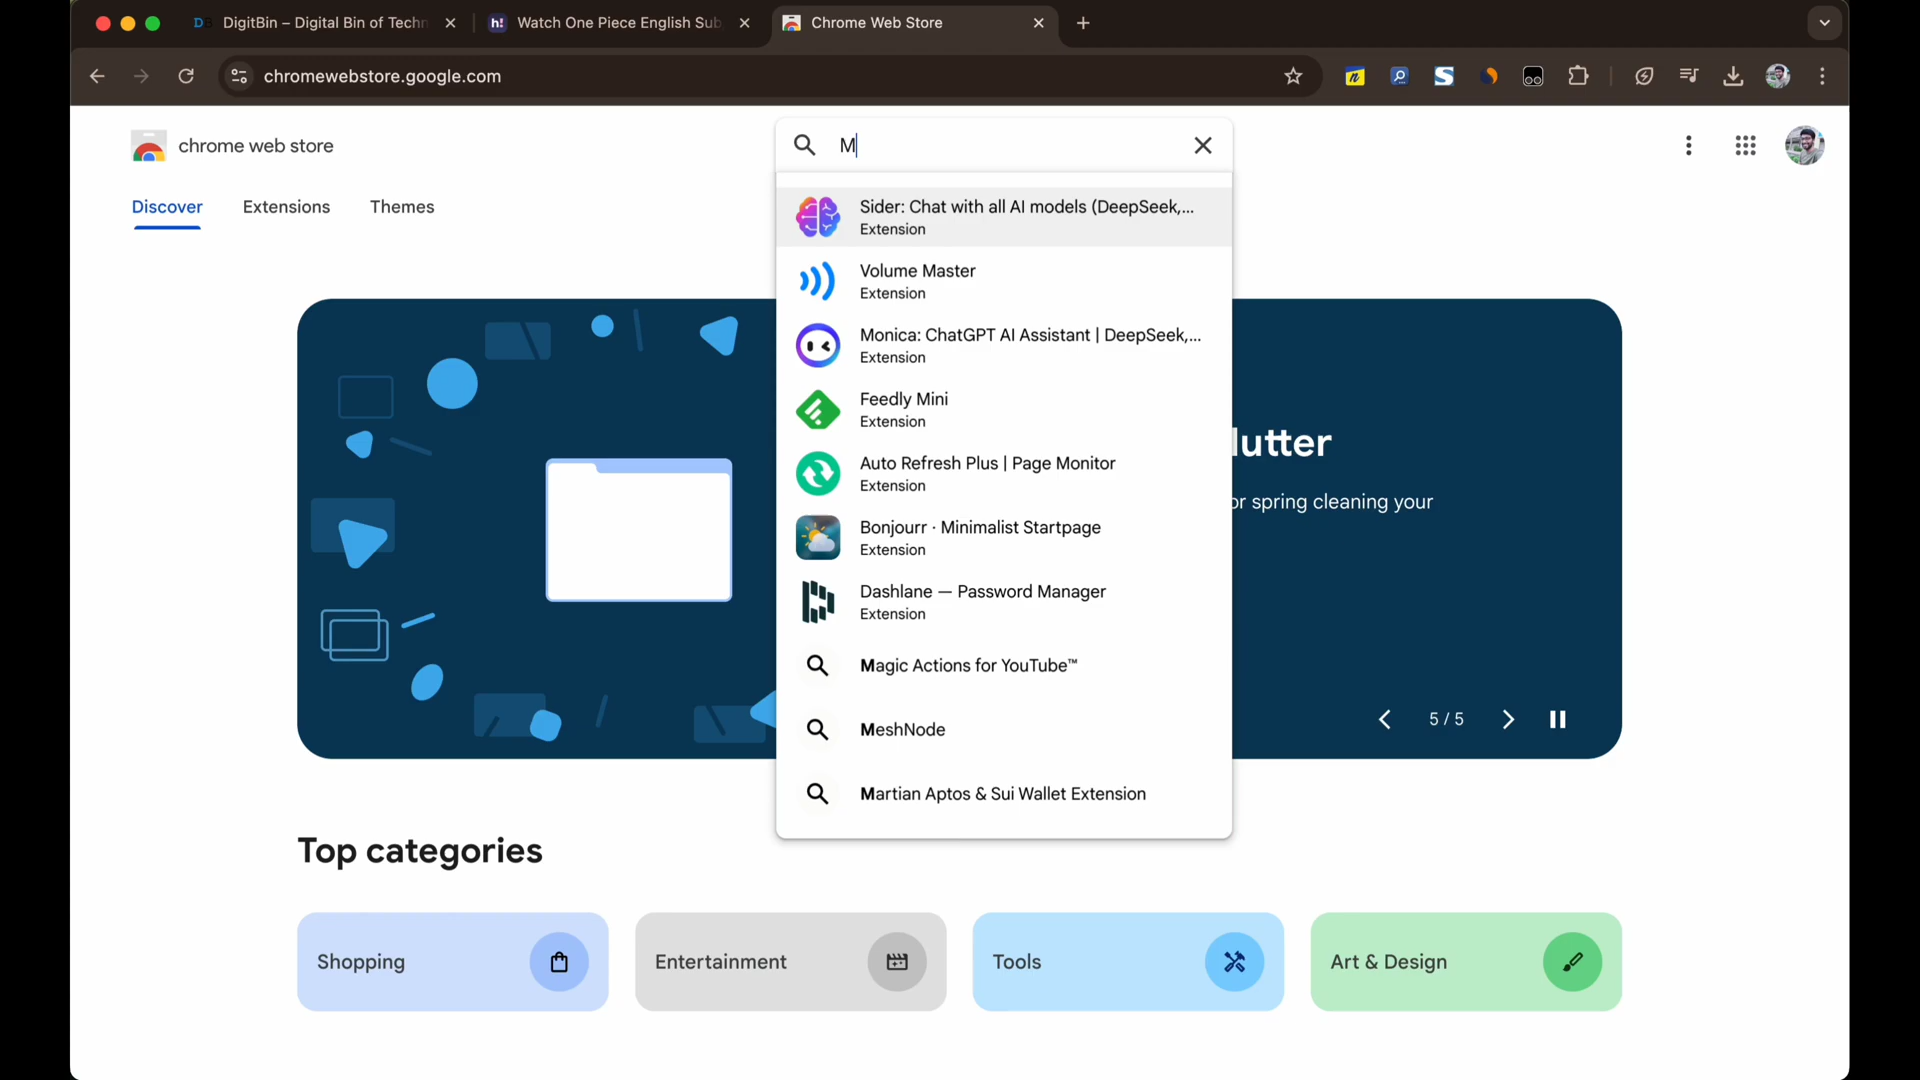 DigitBin – Digital Bin of Techn
h!
Watch One Piece English Sub
Chrome Web Store
chromewebstore.google.com
chrome web store
M
Discover
Extensions
Themes
Sider: Chat with all AI models (DeepSeek,...
Extension
Volume Master
Extension
Monica: ChatGPT AI Assistant | DeepSeek,...
Extension
Feedly Mini
Extension
Auto Refresh Plus | Page Monitor
Extension
Bonjourr · Minimalist Startpage
Extension
Dashlane — Password Manager
Extension
Magic Actions for YouTube™
MeshNode
Martian Aptos & Sui Wallet Extension
lutter
or spring cleaning your
5 / 5
Top categories
Shopping
Entertainment
Tools
Art & Design